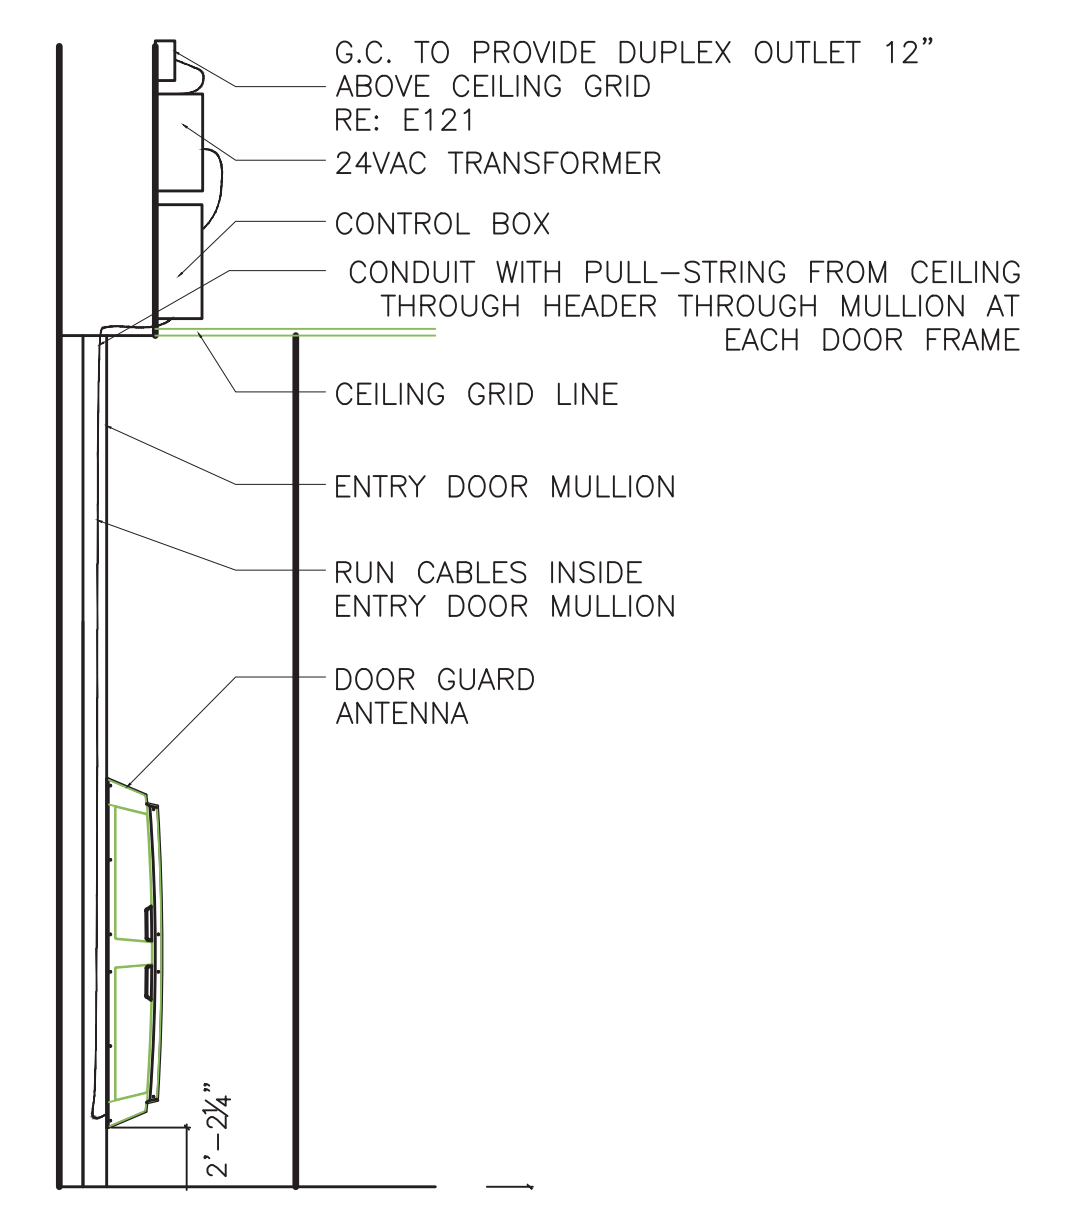 G.C. TO PROVIDE DUPLEX OUTLET 12”
ABOVE CEILING GRID
RE: E121
24VAC TRANSFORMER
CONTROL BOX
CONDUIT WITH PULL-STRING FROM CEILING
THROUGH HEADER THROUGH MULLION AT
EACH DOOR FRAME
CEILING GRID LINE
ENTRY DOOR MULLION
RUN CABLES INSIDE
ENTRY DOOR MULLION
DOOR GUARD
ANTENNA
2’-2¼”